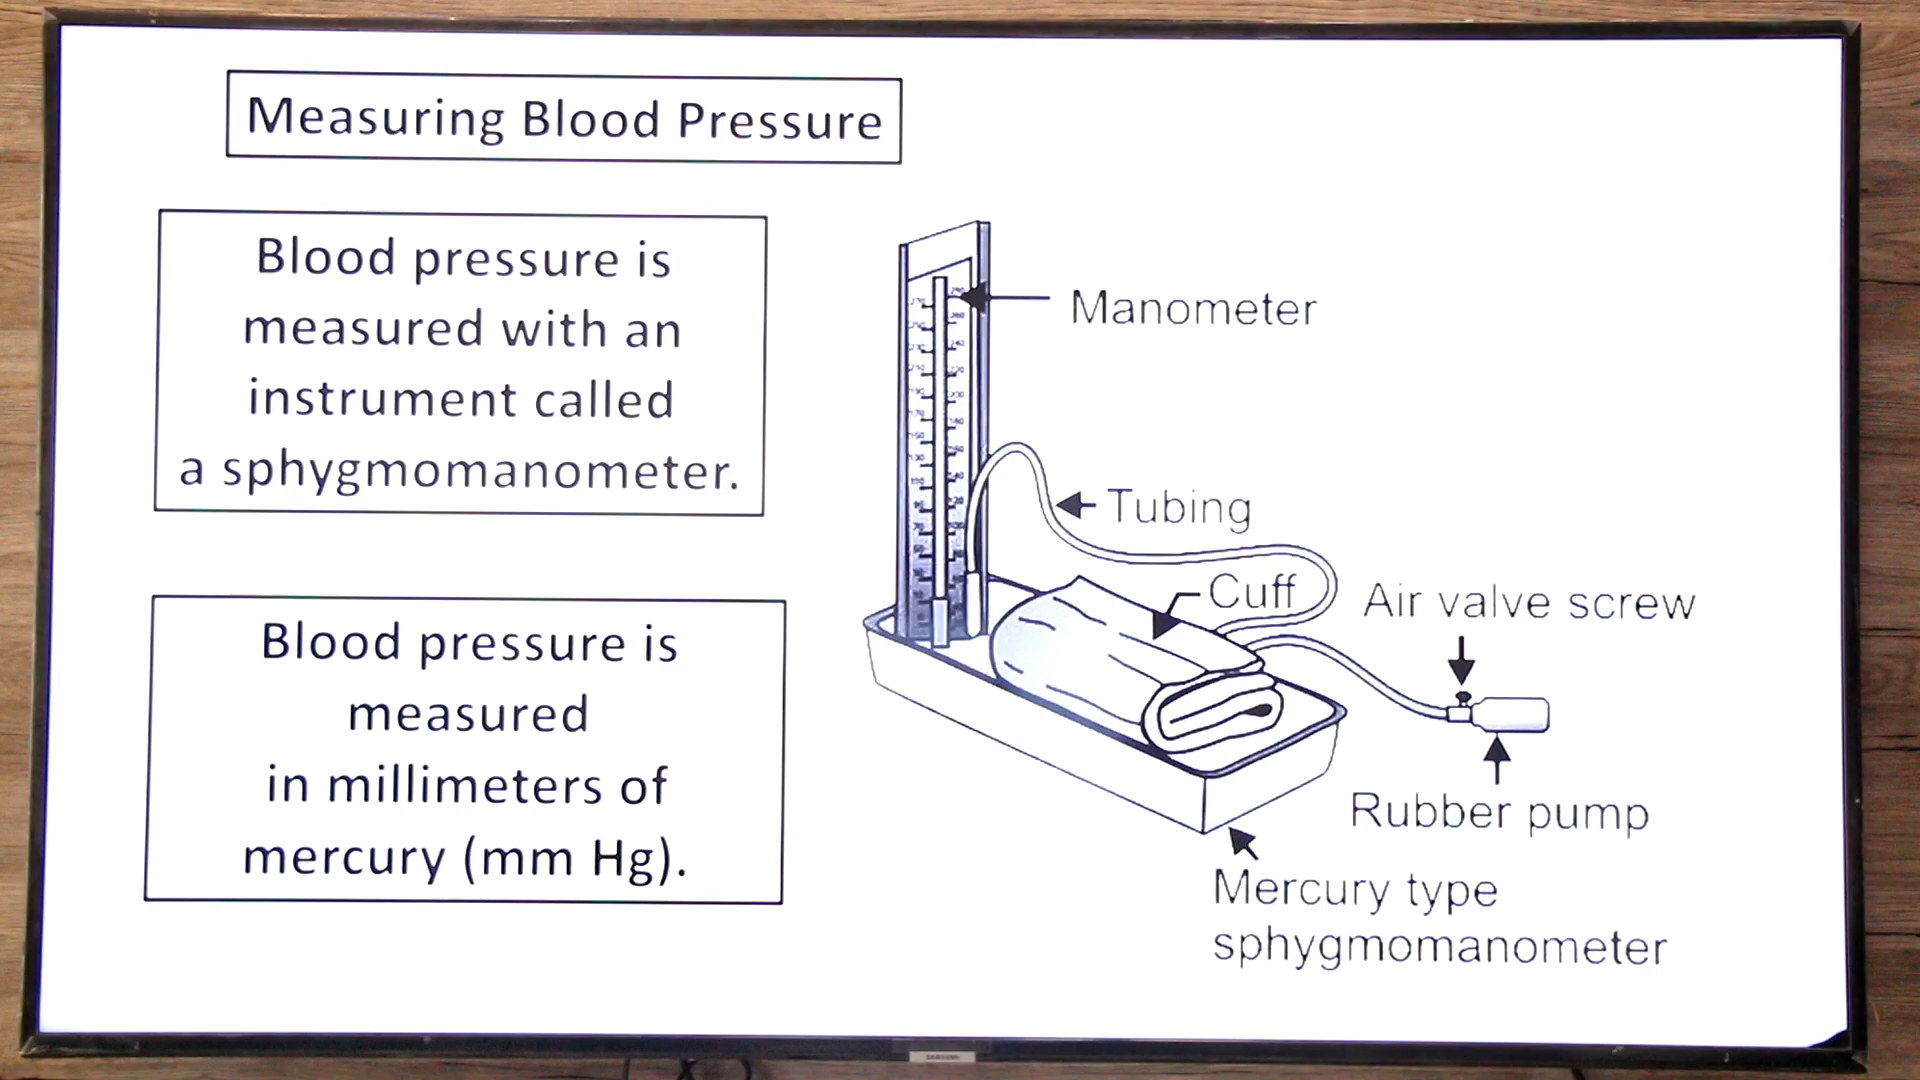 Measuring Blood Pressure
Blood pressure is
measured with an
instrument called
a sphygmomanometer.
Blood pressure is
measured
in millimeters of
mercury (mm Hg).
Manometer
Tubing
Cuff
Air valve screw
Rubber pump
Mercury type
sphygmomanometer
SAMSUNG